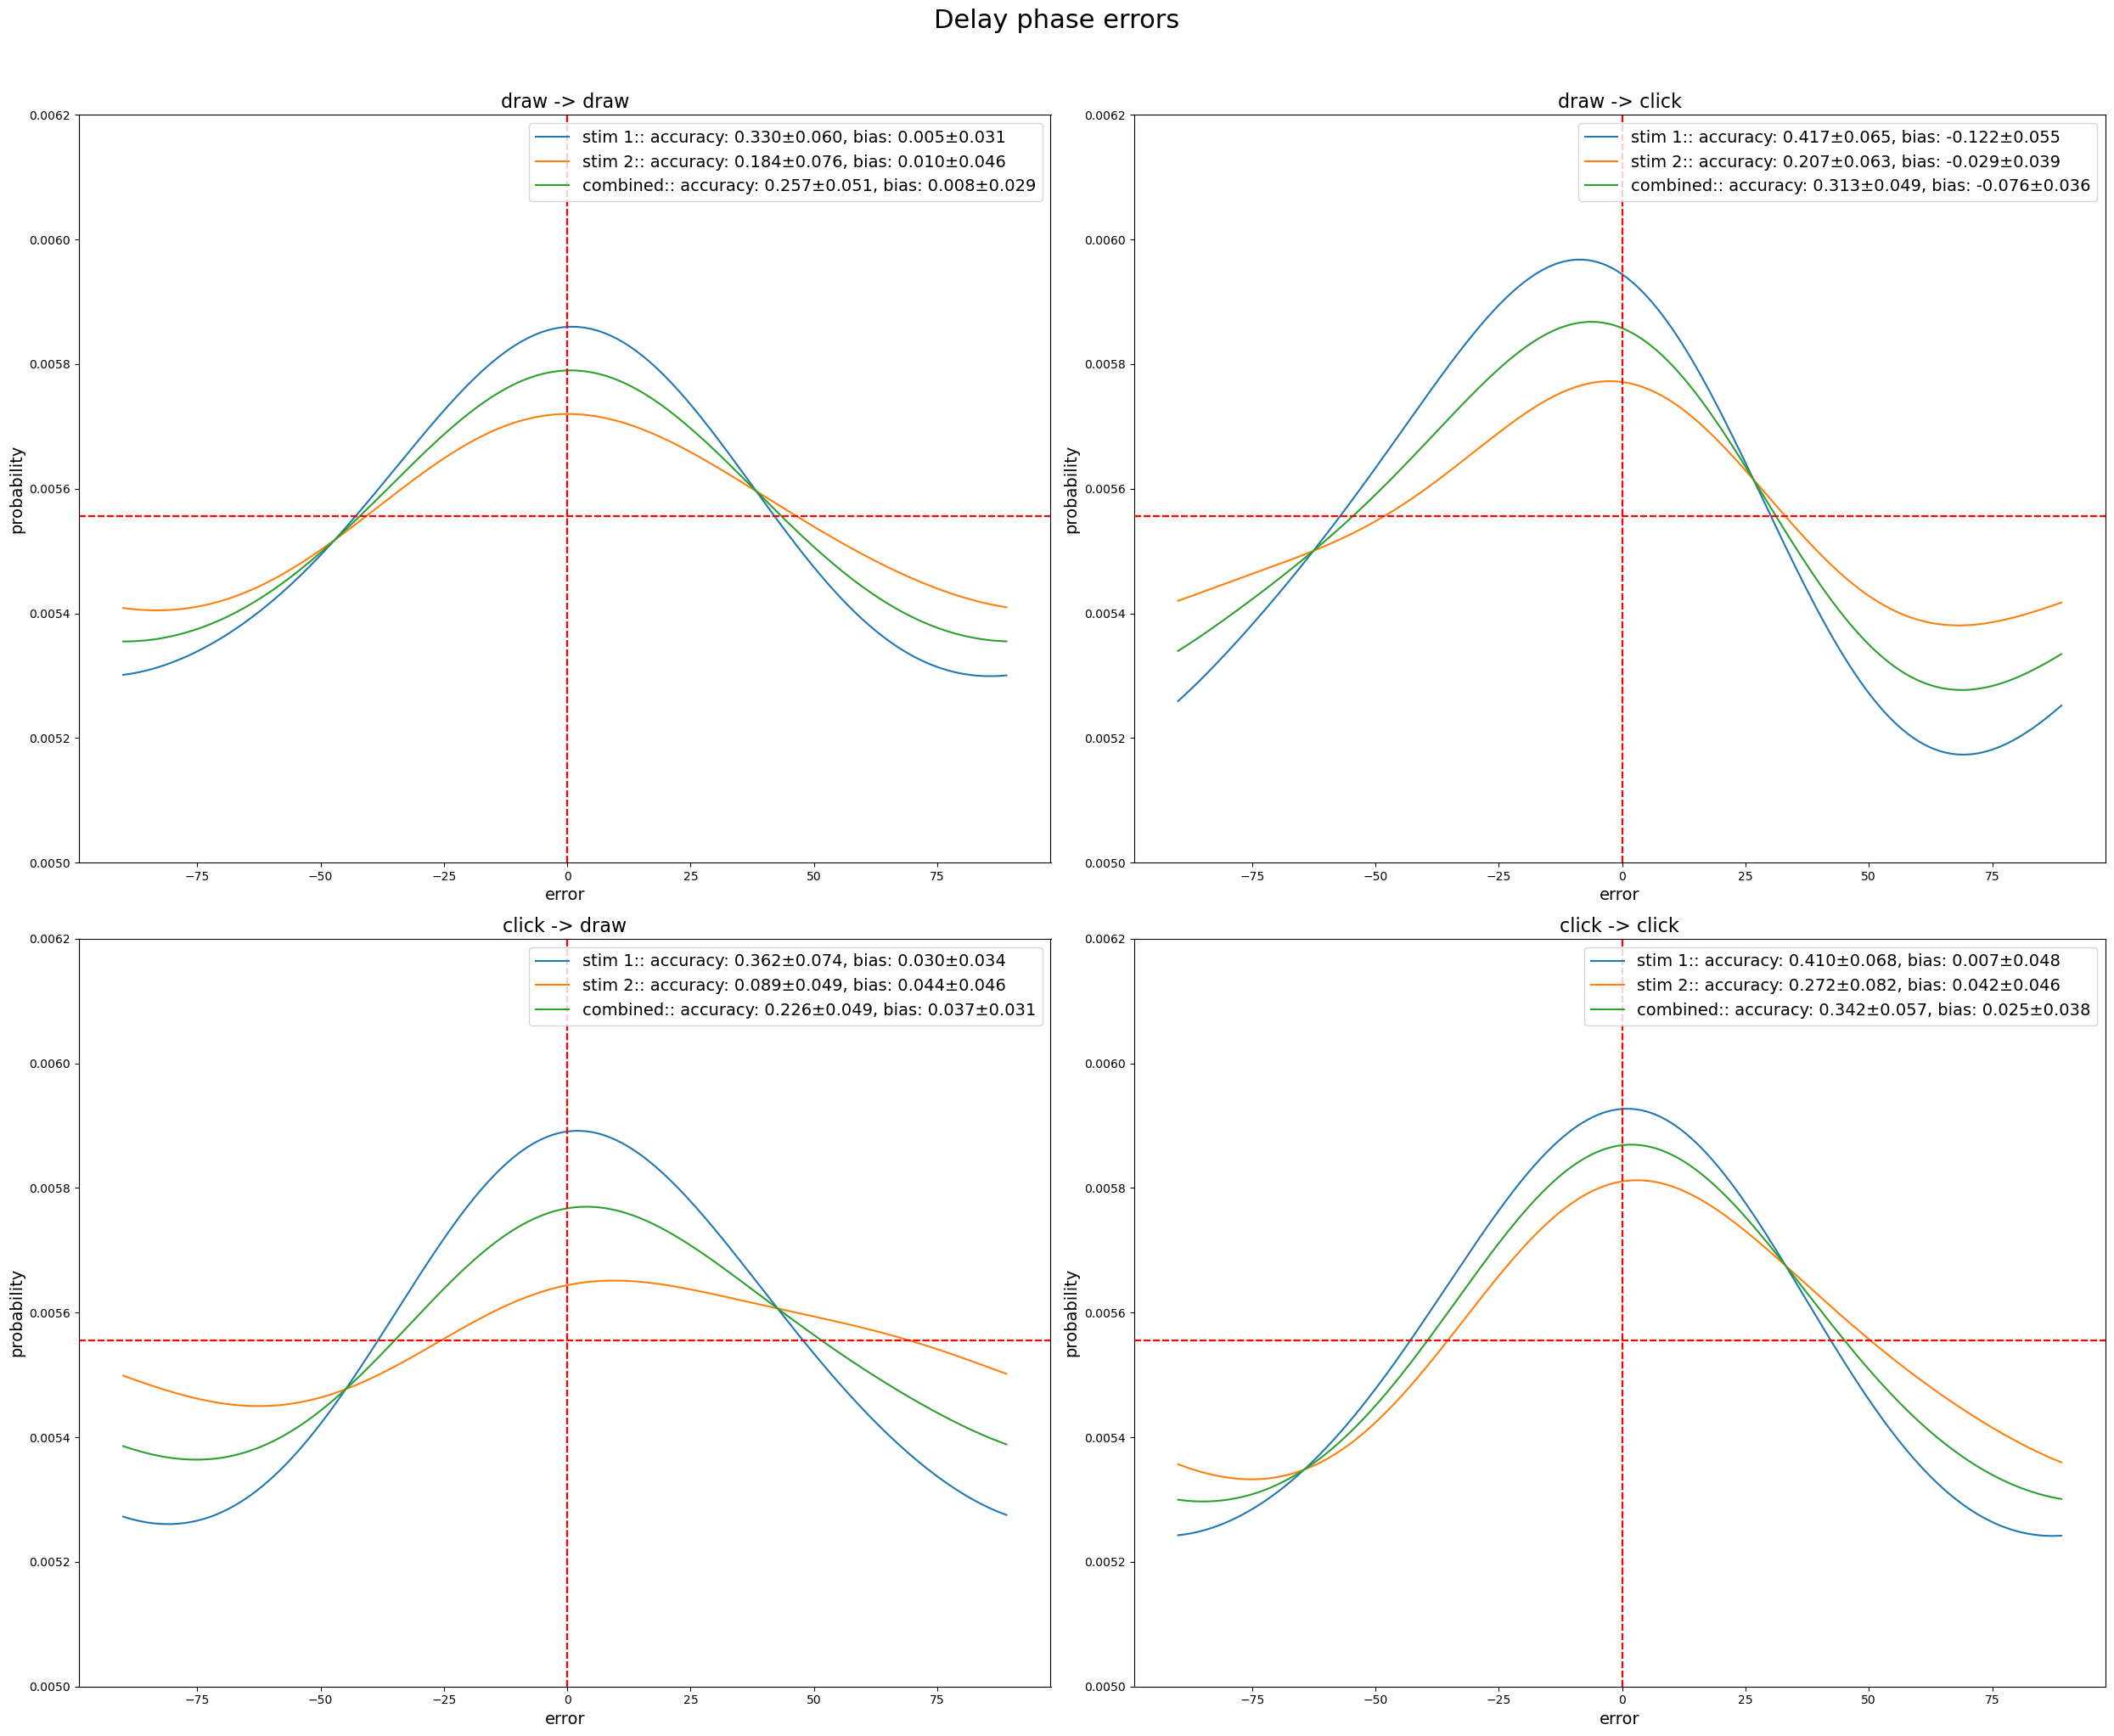 Delay phase errors
draw -> draw
0.0062
0.0060
0.0058
0.0056
0.0054
0.0052
0.0050
probability
stim 1:: accuracy: 0.330±0.060, bias: 0.005±0.031
stim 2:: accuracy: 0.184±0.076, bias: 0.010±0.046
combined:: accuracy: 0.257±0.051, bias: 0.008±0.029
−75 −50 −25 0 25 50 75
error
draw -> click
0.0062
0.0060
0.0058
0.0056
0.0054
0.0052
0.0050
probability
stim 1:: accuracy: 0.417±0.065, bias: -0.122±0.055
stim 2:: accuracy: 0.207±0.063, bias: -0.029±0.039
combined:: accuracy: 0.313±0.049, bias: -0.076±0.036
−75 −50 −25 0 25 50 75
error
click -> draw
0.0062
0.0060
0.0058
0.0056
0.0054
0.0052
0.0050
probability
stim 1:: accuracy: 0.362±0.074, bias: 0.030±0.034
stim 2:: accuracy: 0.089±0.049, bias: 0.044±0.046
combined:: accuracy: 0.226±0.049, bias: 0.037±0.031
−75 −50 −25 0 25 50 75
error
click -> click
0.0062
0.0060
0.0058
0.0056
0.0054
0.0052
0.0050
probability
stim 1:: accuracy: 0.410±0.068, bias: 0.007±0.048
stim 2:: accuracy: 0.272±0.082, bias: 0.042±0.046
combined:: accuracy: 0.342±0.057, bias: 0.025±0.038
−75 −50 −25 0 25 50 75
error